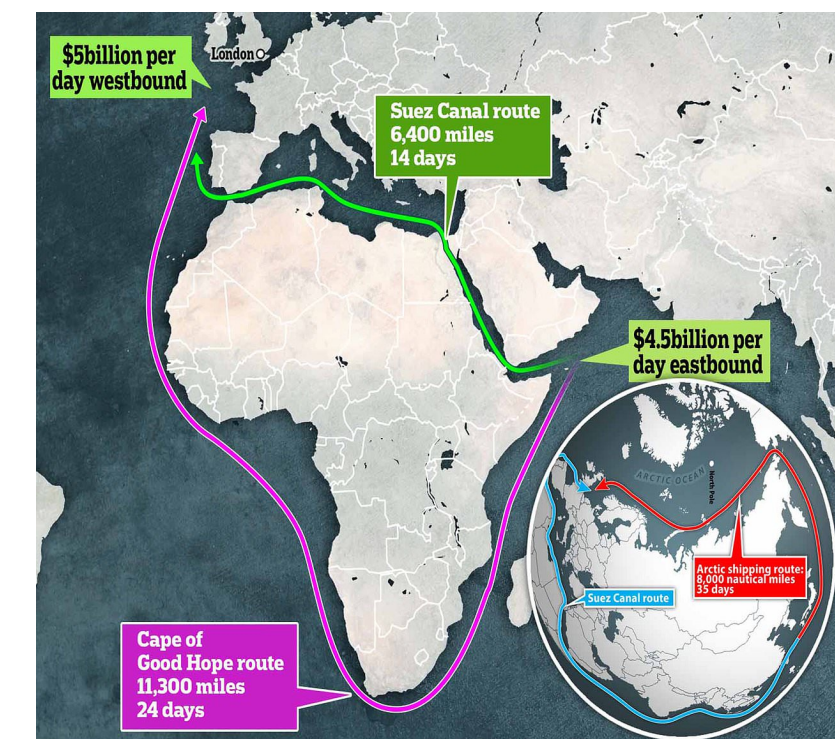 $5billion per
day westbound
London
Suez Canal route
6,400 miles
14 days
$4.5billion per
day eastbound
ARCTIC OCEAN
North Pole
Arctic shipping route:
8,000 nautical miles
35 days
Suez Canal route
Cape of
Good Hope route
11,300 miles
24 days